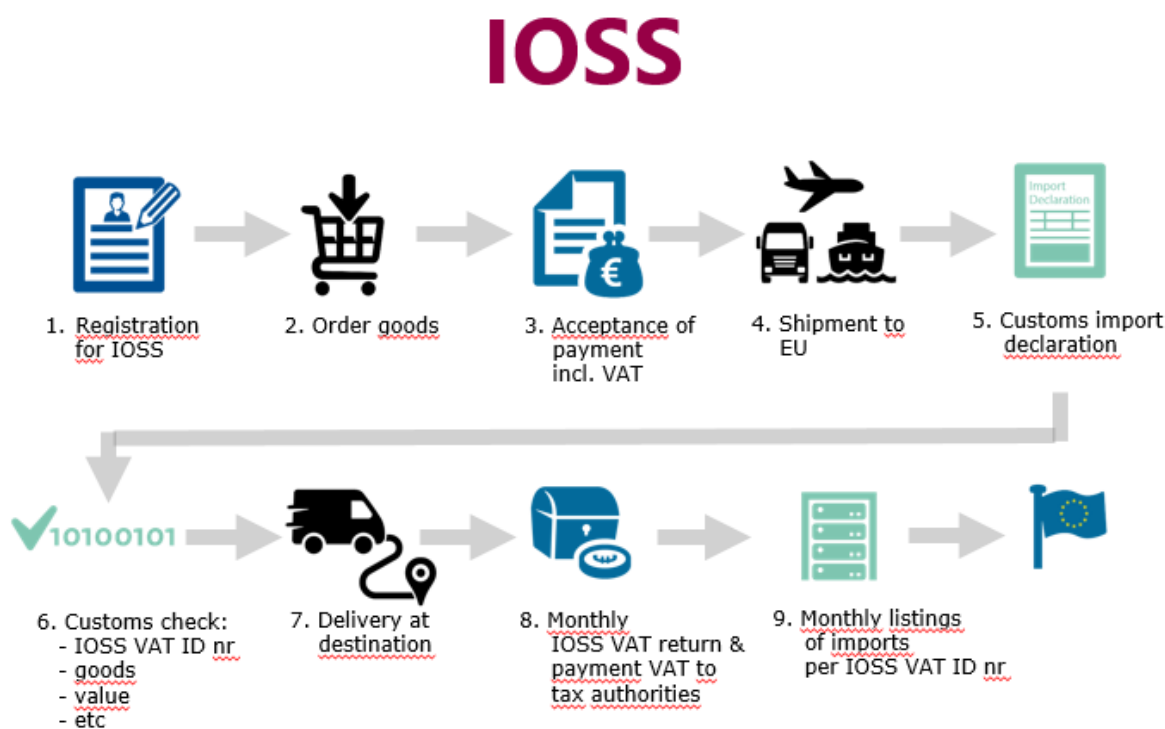 IOSS
Import
Declaration
€
1. Registration
for IOSS
2. Order goods
3. Acceptance of
payment
incl. VAT
4. Shipment to
EU
5. Customs import
declaration
10100101
6. Customs check:
- IOSS VAT ID nr
- goods
- value
- etc
7. Delivery at
destination
8. Monthly
IOSS VAT return &
payment VAT to
tax authorities
9. Monthly listings
of imports
per IOSS VAT ID nr